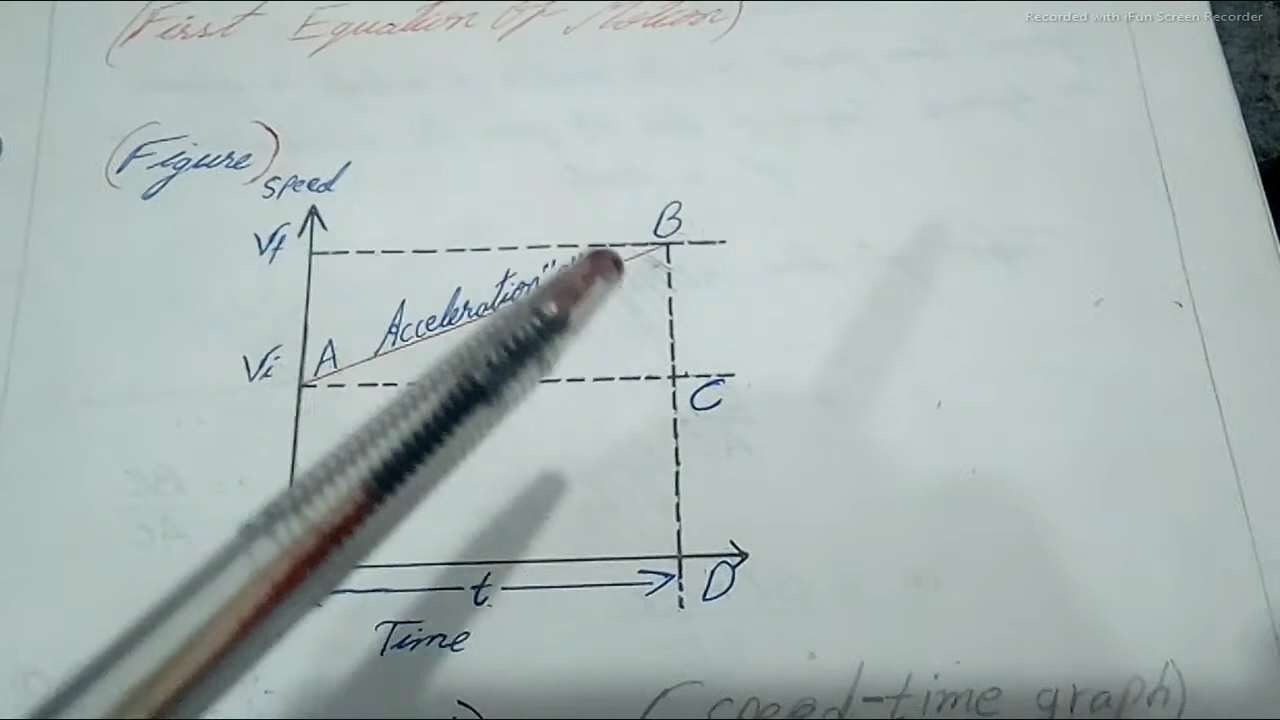 Recorded with iFun Screen Recorder
(First Equation Of Motion)
(Figure)
speed
Vf
B
Acceleration
Vi
A
C
t
D
Time
(speed-time graph)